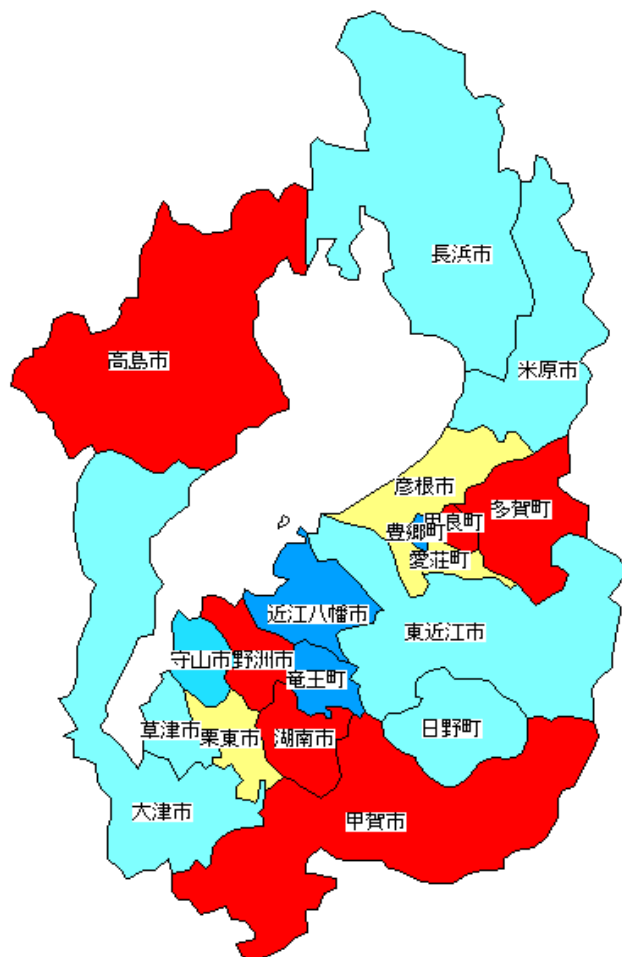 長浜市
高島市
米原市
彦根市
多賀町
甲良町
豊郷町
愛荘町
近江八幡市
東近江市
守山市
野洲市
竜王町
草津市
栗東市
湖南市
日野町
大津市
甲賀市